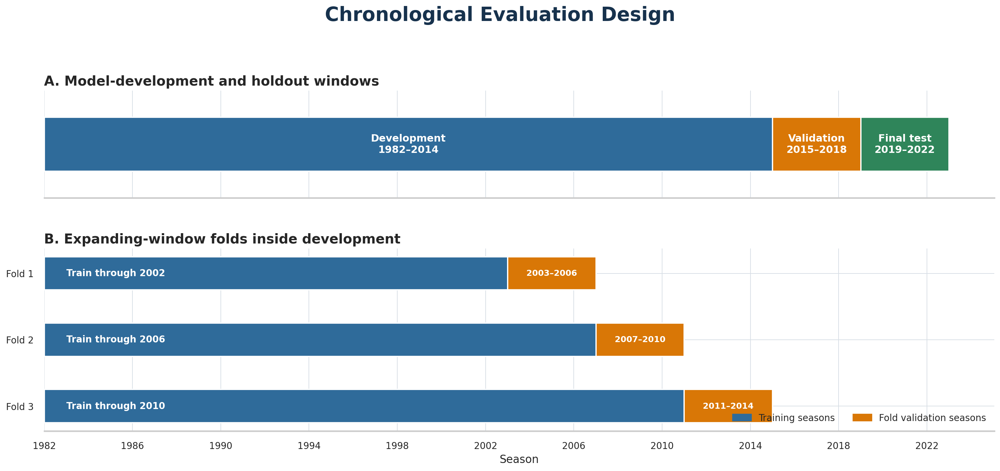 Chronological Evaluation Design
A. Model-development and holdout windows
Development
1982–2014
Validation
2015–2018
Final test
2019–2022
B. Expanding-window folds inside development
Fold 1
Train through 2002
2003–2006
Fold 2
Train through 2006
2007–2010
Fold 3
Train through 2010
2011–2014
Training seasons
Fold validation seasons
1982 1986 1990 1994 1998 2002 2006 2010 2014 2018 2022
Season